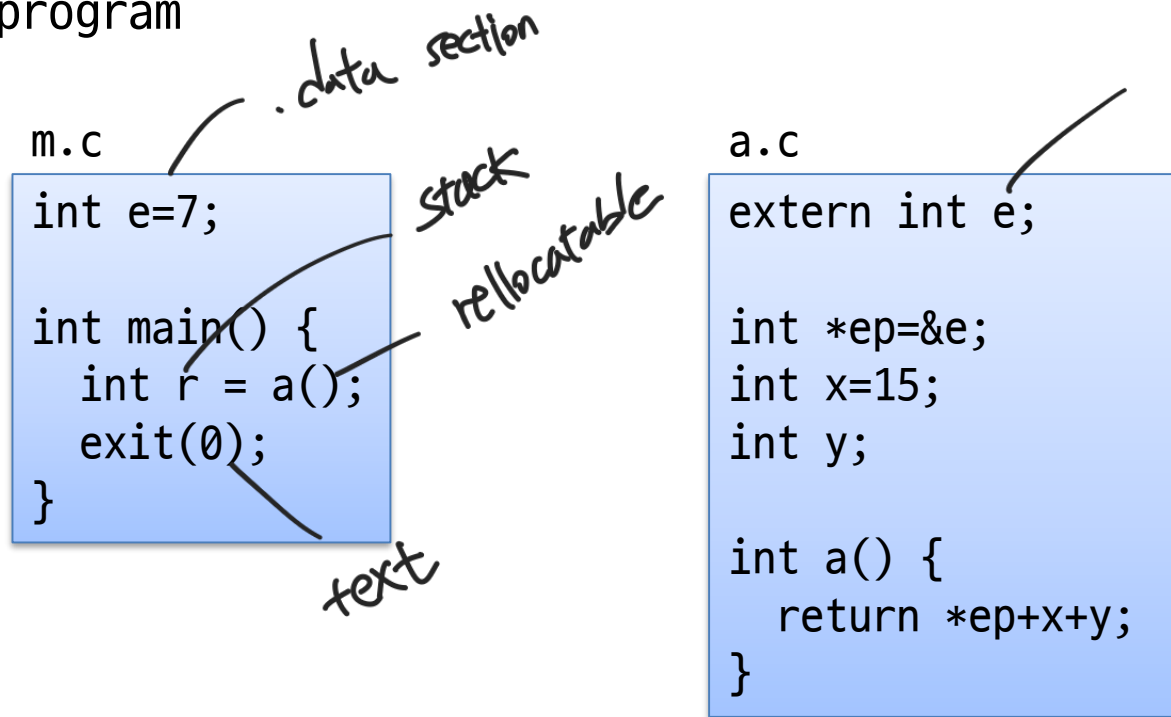 program
.data section
m.c
int e=7;
int main() {
int r = a();
exit(0);
}
stack
rellocatable
text
a.c
extern int e;
int *ep=&e;
int x=15;
int y;
int a() {
return *ep+x+y;
}